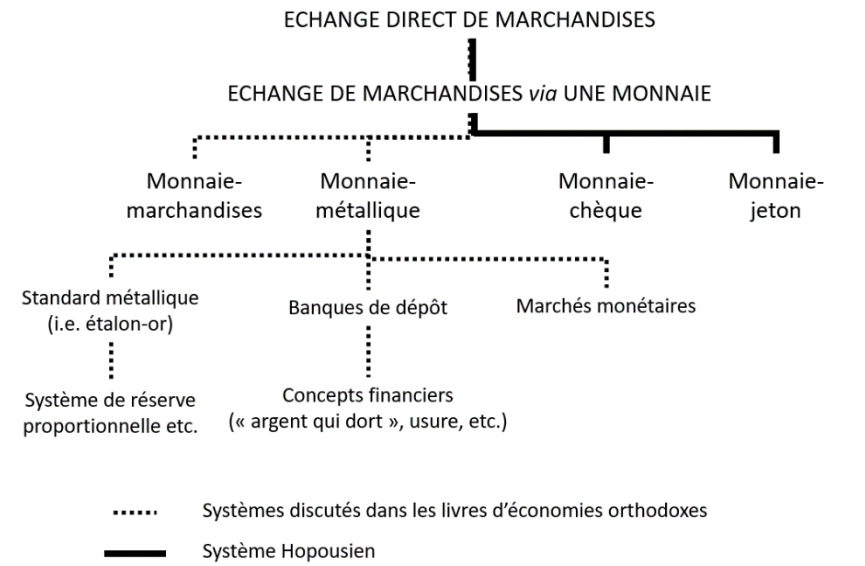 ECHANGE DIRECT DE MARCHANDISES
ECHANGE DE MARCHANDISES via UNE MONNAIE
Monnaie-
marchandises
Monnaie-
métallique
Monnaie-
chèque
Monnaie-
jeton
Standard métallique
(i.e. étalon-or)
Banques de dépôt
Marchés monétaires
Système de réserve
proportionnelle etc.
Concepts financiers
(« argent qui dort », usure, etc.)
Systèmes discutés dans les livres d’économies orthodoxes
Système Hopousien